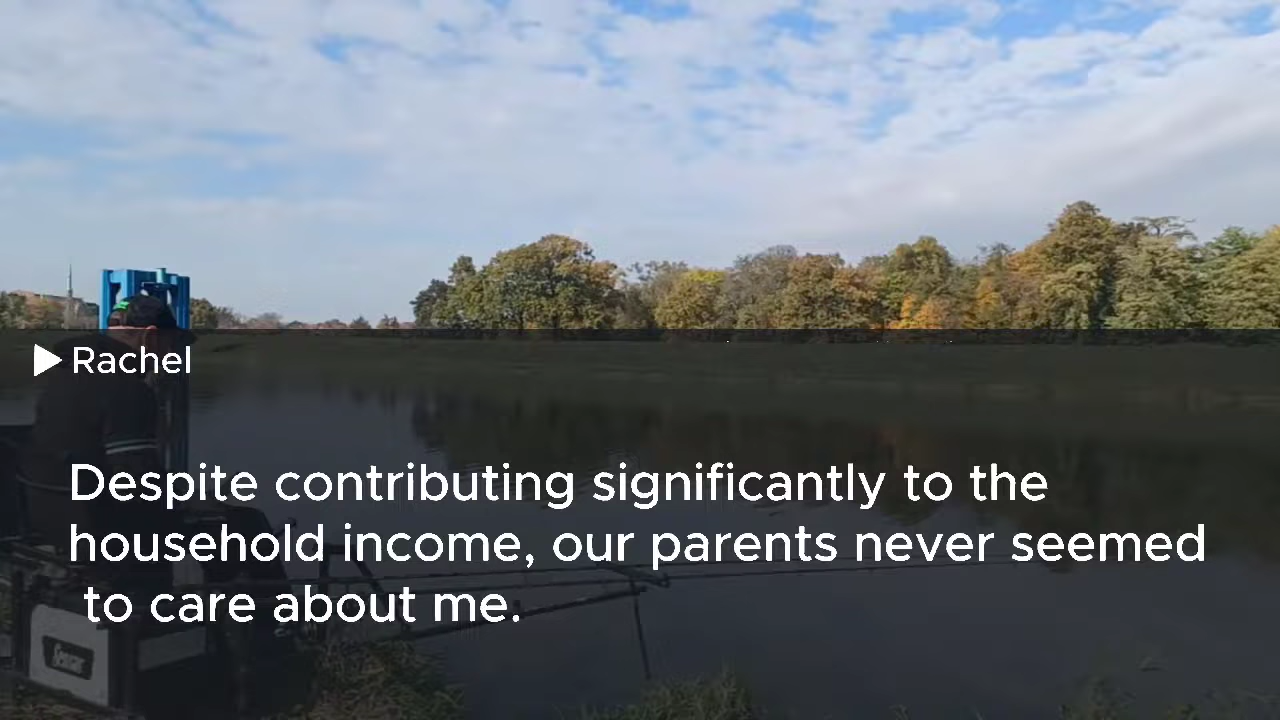 Rachel
Despite contributing significantly to the
household income, our parents never seemed
to care about me.